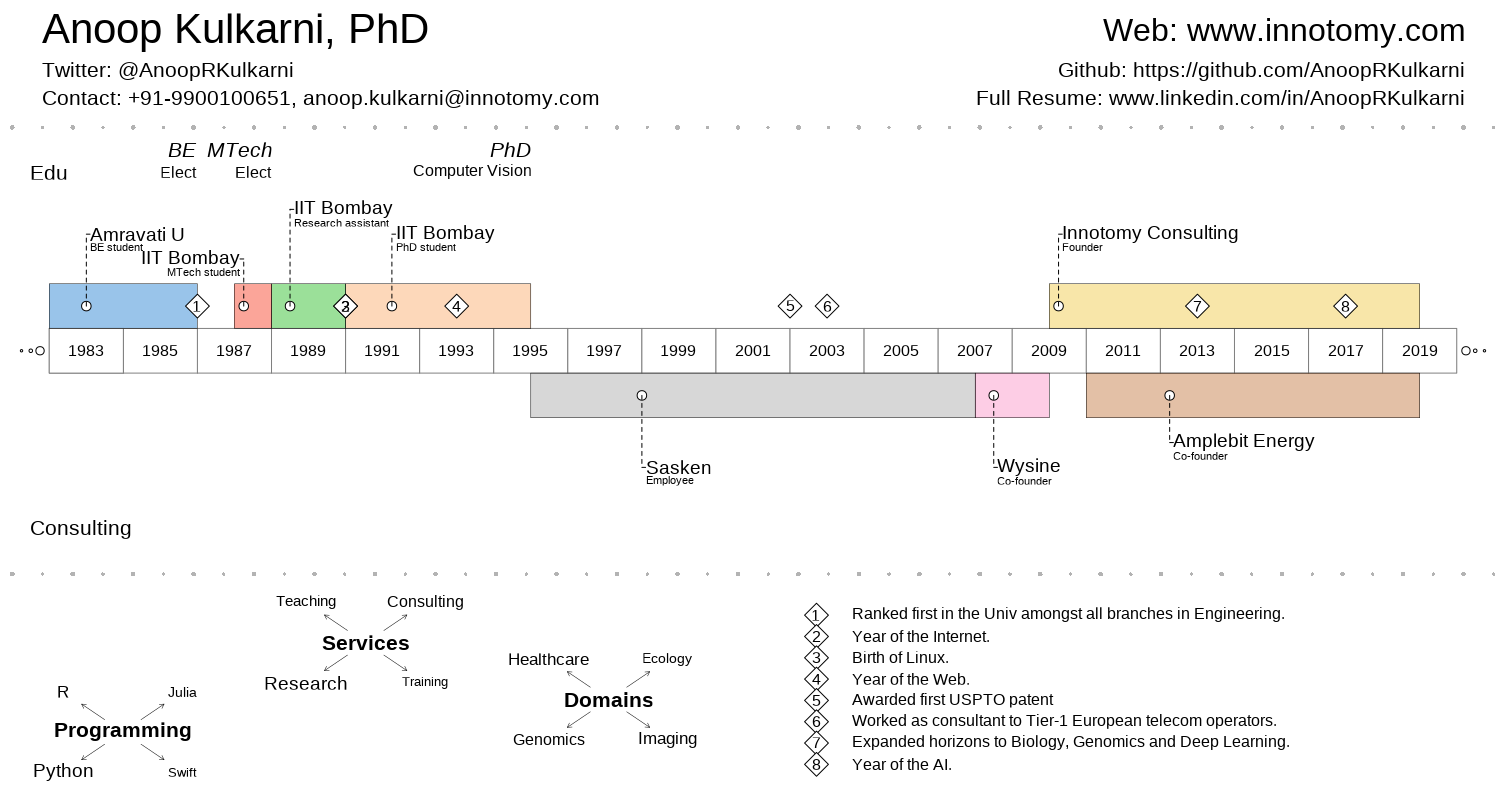 Anoop Kulkarni, PhD
Web: www.innotomy.com
Twitter: @AnoopRKulkarni
Github: https://github.com/AnoopRKulkarni
Contact: +91-9900100651, anoop.kulkarni@innotomy.com
Full Resume: www.linkedin.com/in/AnoopRKulkarni
BE MTech PhD
Edu Elect Elect Computer Vision
IIT Bombay
Research assistant
Amravati U
BE student
IIT Bombay
PhD student
Innotomy Consulting
Founder
IIT Bombay
MTech student
1 3 4 5 6 7 8
1983 1985 1987 1989 1991 1993 1995 1997 1999 2001 2003 2005 2007 2009 2011 2013 2015 2017 2019
Amplebit Energy
Co-founder
Sasken
Employee
Wysine
Co-founder
Consulting
Teaching Consulting
Services
Research Training
Healthcare Ecology
Domains
Genomics Imaging
R Julia
Programming
Python Swift
1 Ranked first in the Univ amongst all branches in Engineering.
2 Year of the Internet.
3 Birth of Linux.
4 Year of the Web.
5 Awarded first USPTO patent
6 Worked as consultant to Tier-1 European telecom operators.
7 Expanded horizons to Biology, Genomics and Deep Learning.
8 Year of the AI.